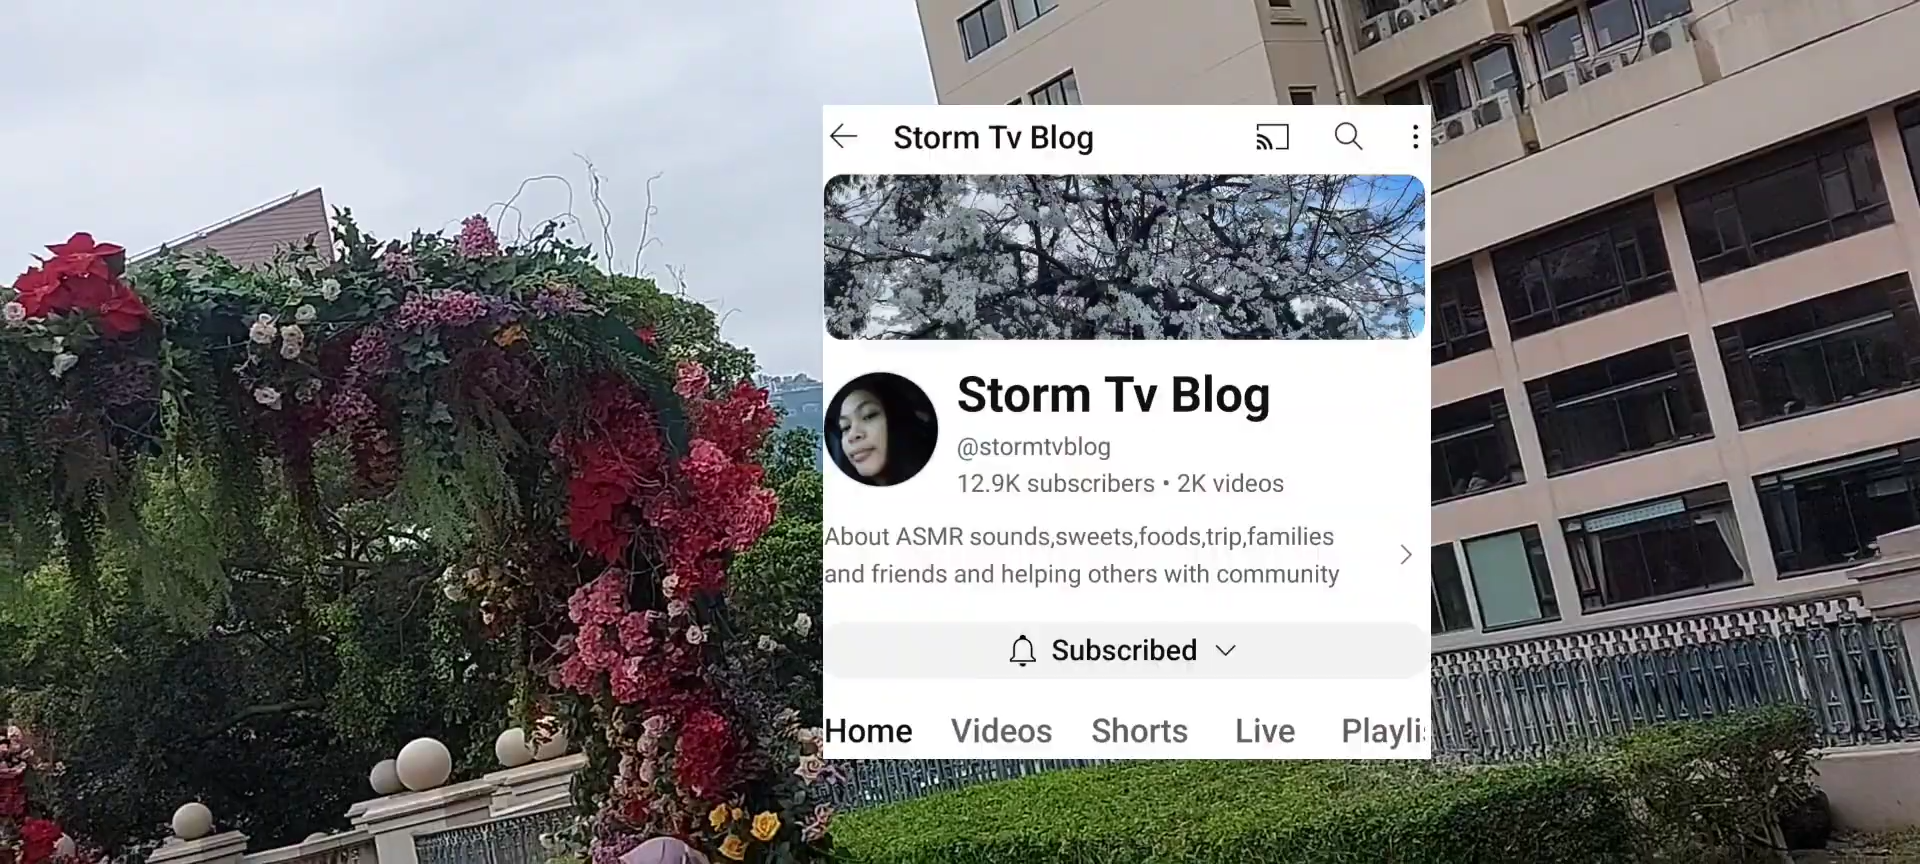 Storm Tv Blog
Storm Tv Blog
@stormtvblog
12.9K subscribers • 2K videos
About ASMR sounds,sweets,foods,trip,families
and friends and helping others with community
Subscribed
Home Videos Shorts Live Playli